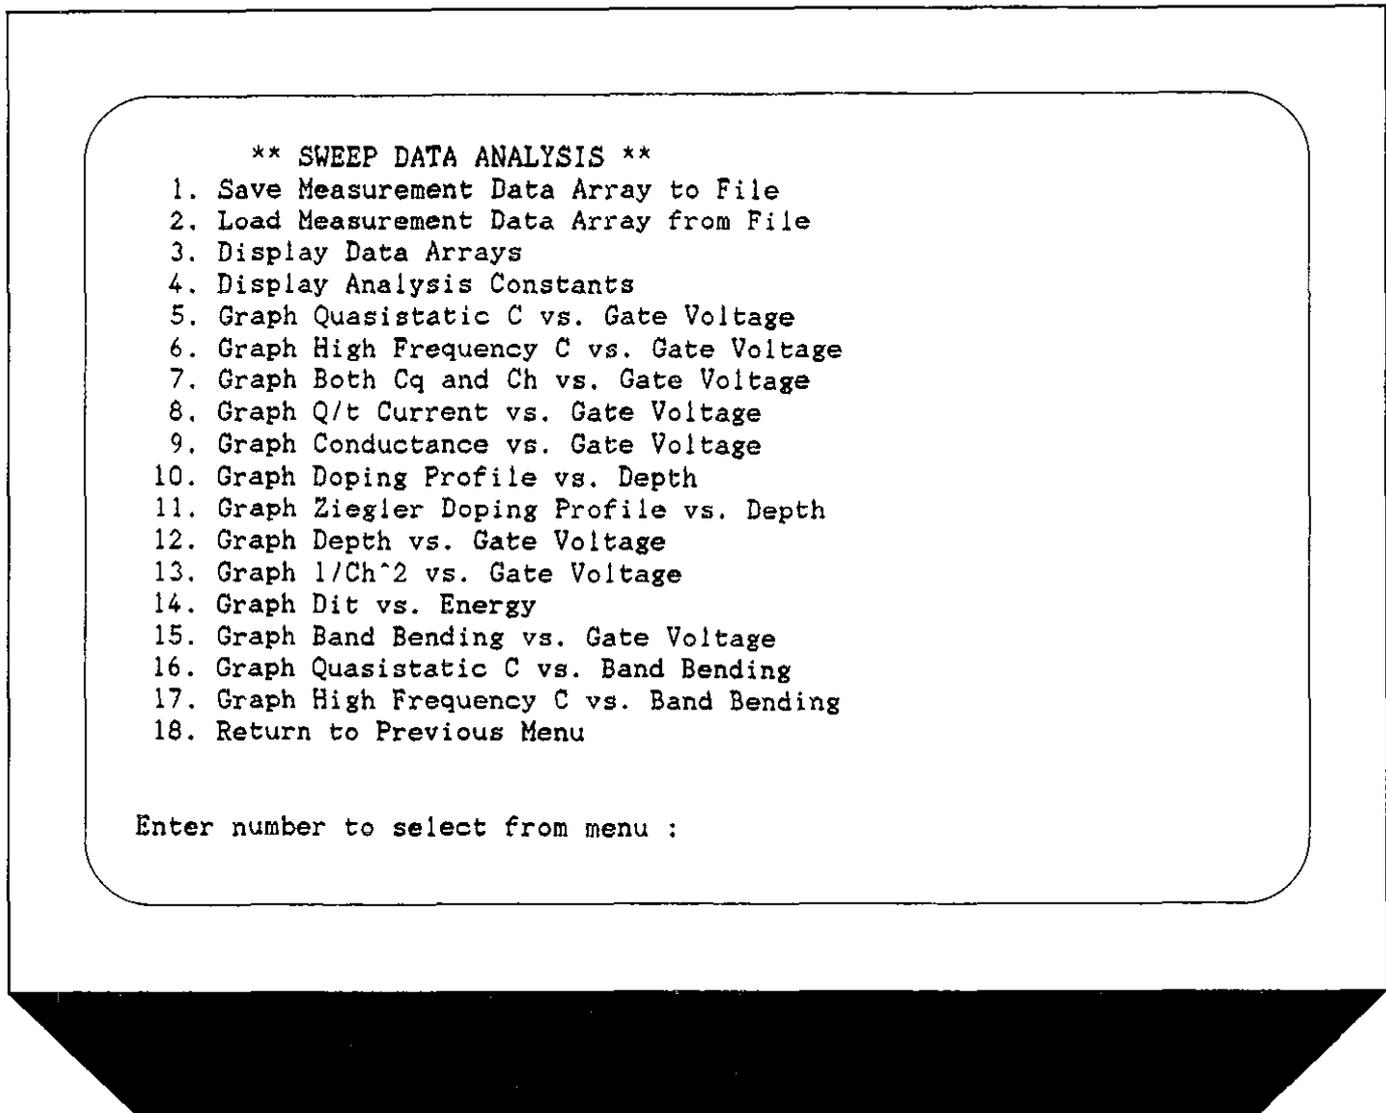 ** SWEEP DATA ANALYSIS **
1. Save Measurement Data Array to File
2. Load Measurement Data Array from File
3. Display Data Arrays
4. Display Analysis Constants
5. Graph Quasistatic C vs. Gate Voltage
6. Graph High Frequency C vs. Gate Voltage
7. Graph Both Cq and Ch vs. Gate Voltage
8. Graph Q/t Current vs. Gate Voltage
9. Graph Conductance vs. Gate Voltage
10. Graph Doping Profile vs. Depth
11. Graph Ziegler Doping Profile vs. Depth
12. Graph Depth vs. Gate Voltage
13. Graph 1/Ch^2 vs. Gate Voltage
14. Graph Dit vs. Energy
15. Graph Band Bending vs. Gate Voltage
16. Graph Quasistatic C vs. Band Bending
17. Graph High Frequency C vs. Band Bending
18. Return to Previous Menu
Enter number to select from menu :